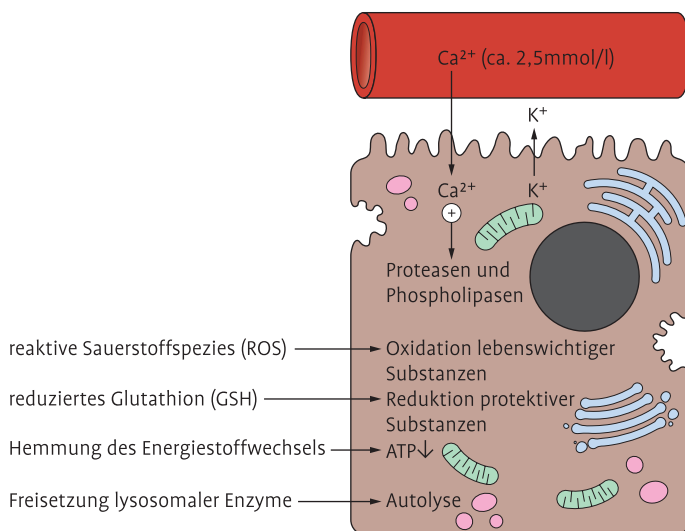 Ca²⁺ (ca. 2,5mmol/l)
K⁺
Ca²⁺
K⁺
+
Proteasen und
Phospholipasen
reaktive Sauerstoffspezies (ROS)
Oxidation lebenswichtiger
Substanzen
reduziertes Glutathion (GSH)
Reduktion protektiver
Substanzen
Hemmung des Energiestoffwechsels
ATP↓
Freisetzung lysosomaler Enzyme
Autolyse